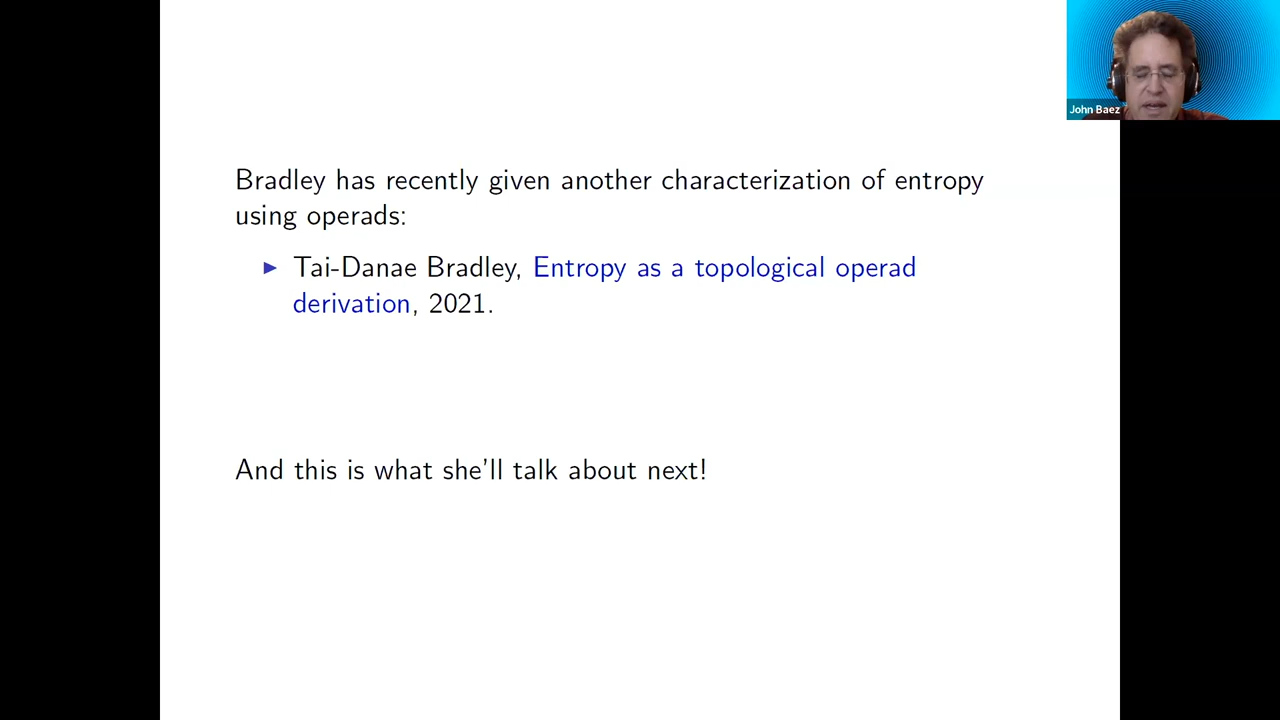 John Baez
Bradley has recently given another characterization of entropy
using operads:
▶ Tai-Danae Bradley, Entropy as a topological operad
derivation, 2021.
And this is what she'll talk about next!